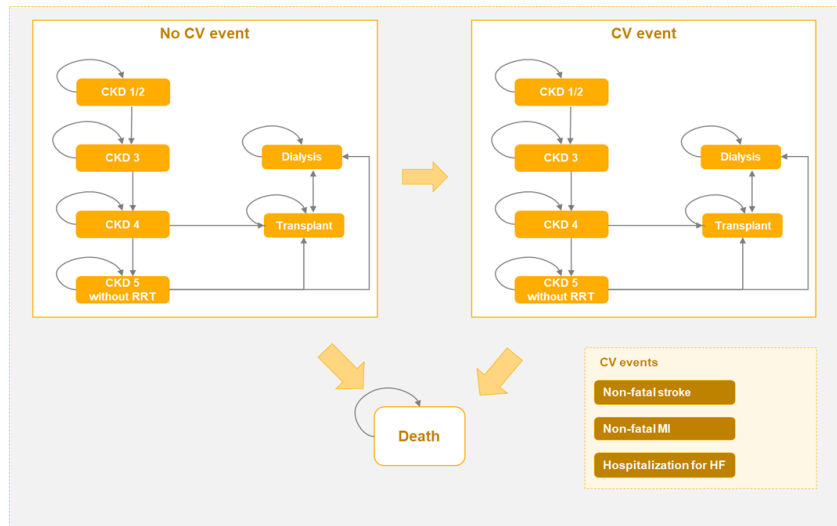 No CV event
CKD 1/2
CKD 3
Dialysis
CKD 4
Transplant
CKD 5
without RRT
CV event
CKD 1/2
CKD 3
Dialysis
CKD 4
Transplant
CKD 5
without RRT
Death
CV events
Non-fatal stroke
Non-fatal MI
Hospitalization for HF